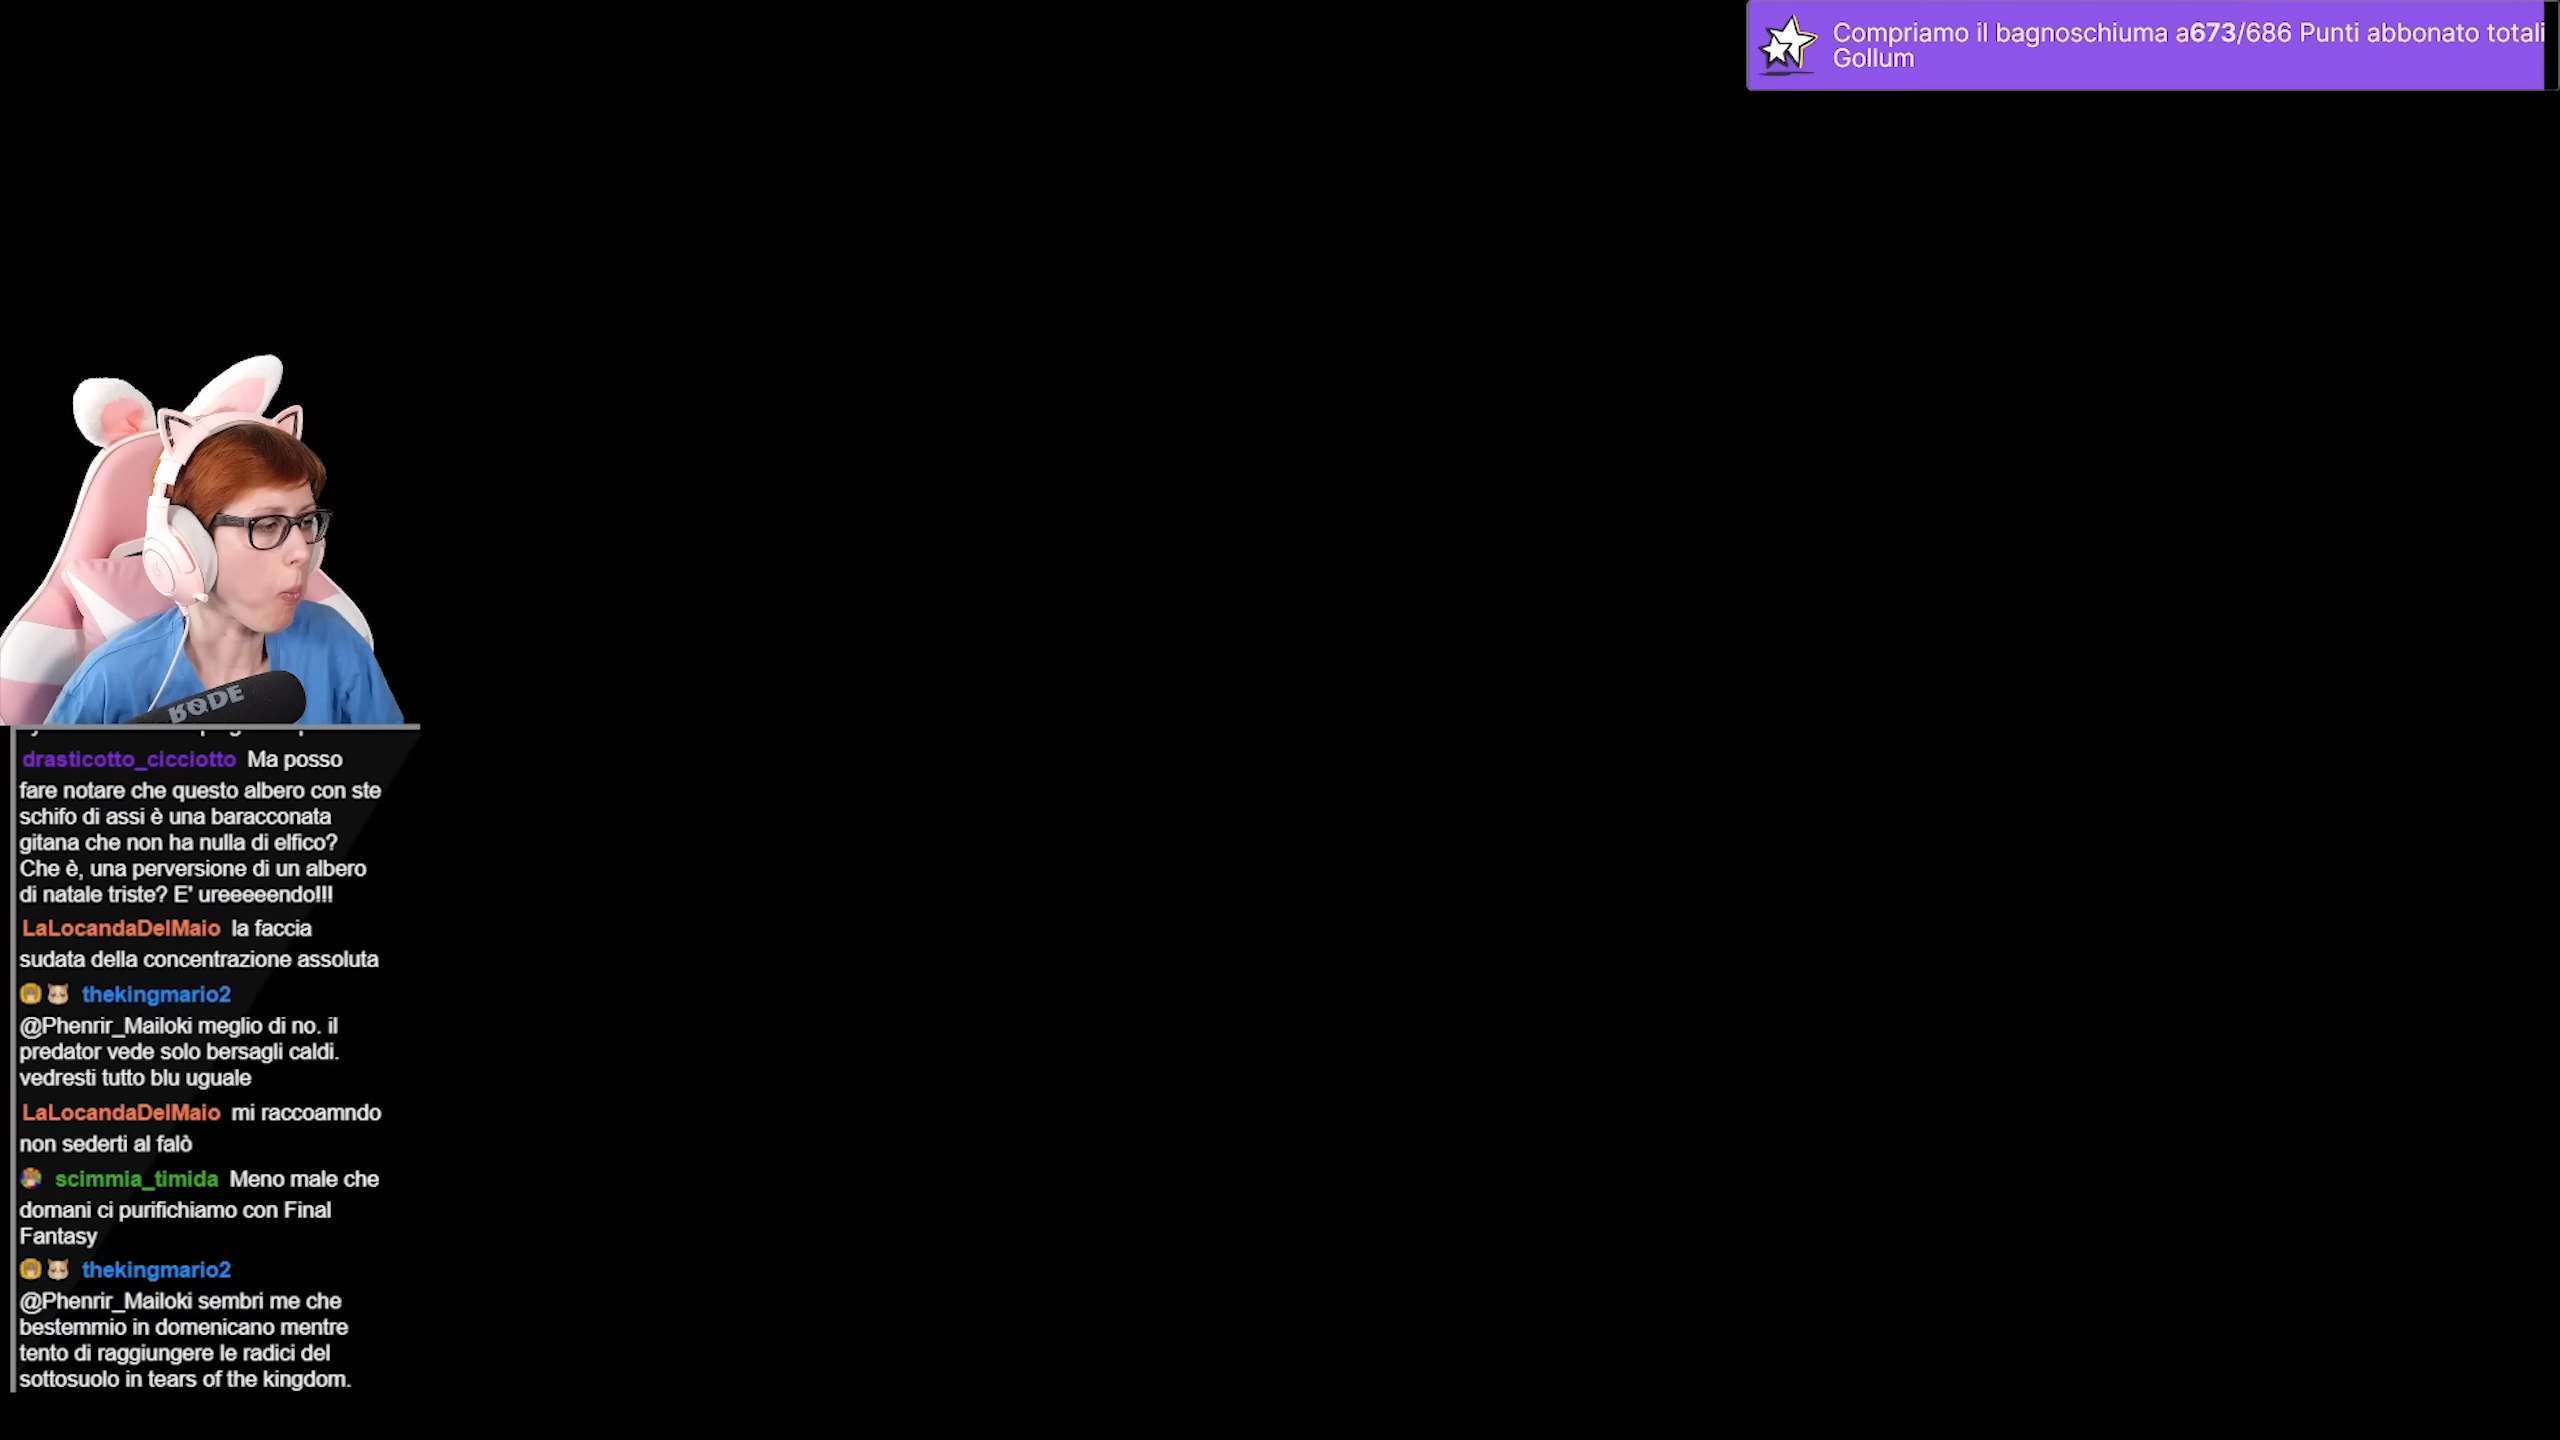 Compriamo il bagnoschiuma a673/686 Punti abbonato totali
Gollum
RØDE
drasticotto_cicciotto Ma posso
fare notare che questo albero con ste
schifo di assi è una baracconata
gitana che non ha nulla di elfico?
Che è, una perversione di un albero
di natale triste? E' ureeeeendo!!!
LaLocandaDelMaio la faccia
sudata della concentrazione assoluta
thekingmario2
@Phenrir_Mailoki meglio di no. il
predator vede solo bersagli caldi.
vedresti tutto blu uguale
LaLocandaDelMaio mi raccoamndo
non sederti al falò
scimmia_timida Meno male che
domani ci purifichiamo con Final
Fantasy
thekingmario2
@Phenrir_Mailoki sembri me che
bestemmio in domenicano mentre
tento di raggiungere le radici del
sottosuolo in tears of the kingdom.